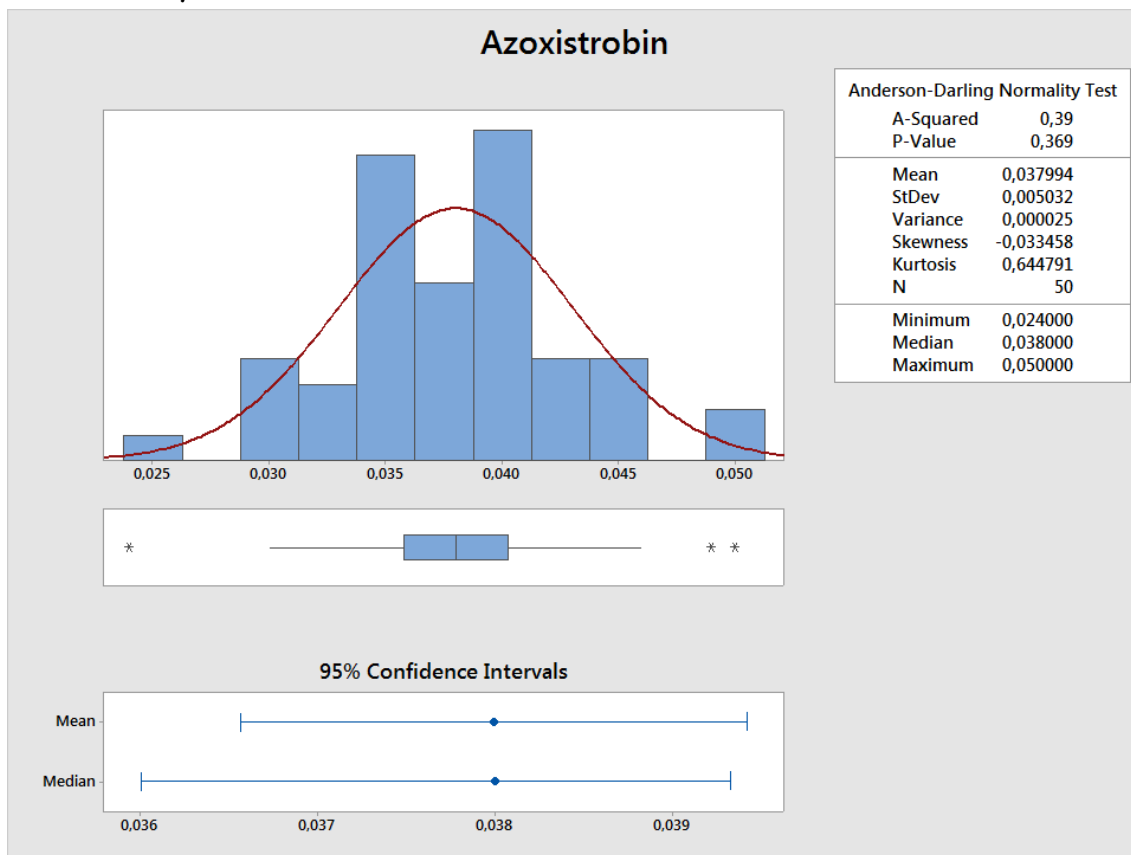 Azoxistrobin
Anderson-Darling Normality Test
A-Squared 0,39
P-Value 0,369
Mean 0,037994
StDev 0,005032
Variance 0,000025
Skewness -0,033458
Kurtosis 0,644791
N 50
Minimum 0,024000
Median 0,038000
Maximum 0,050000
0,025 0,030 0,035 0,040 0,045 0,050
* * *
95% Confidence Intervals
Mean
Median
0,036 0,037 0,038 0,039